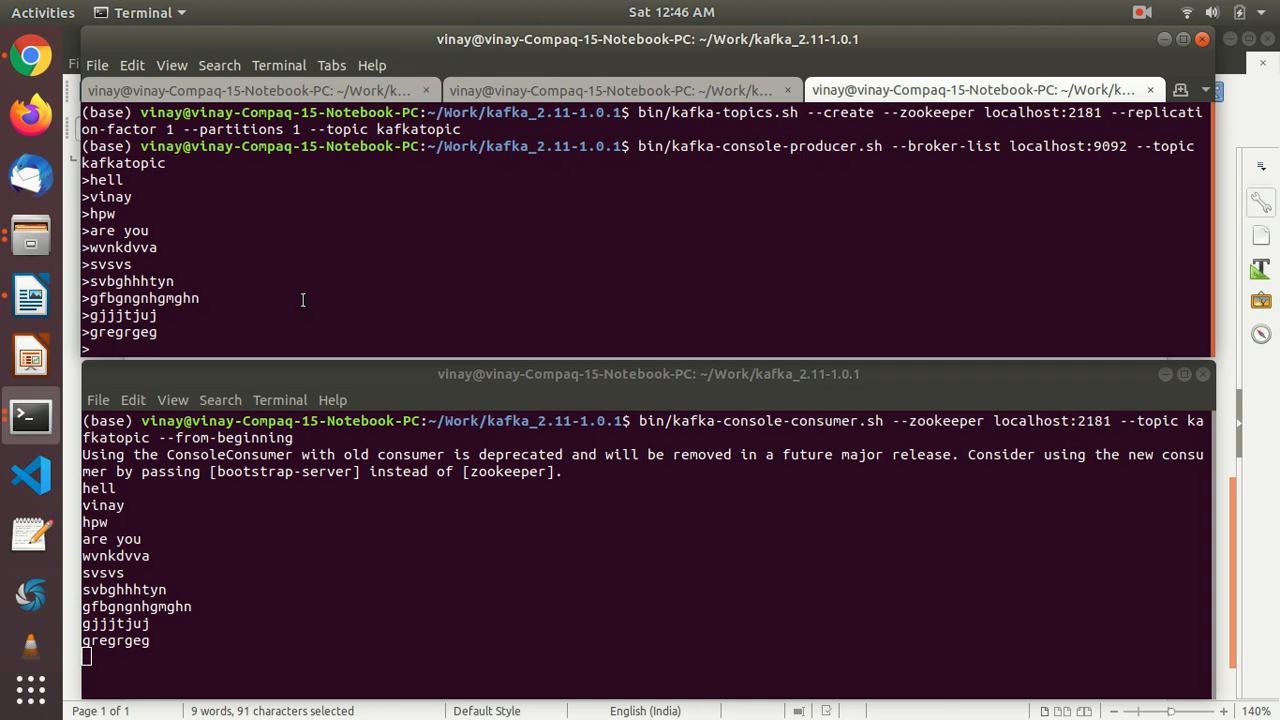 Activities Terminal Sat 12:46 AM
vinay@vinay-Compaq-15-Notebook-PC: ~/Work/kafka_2.11-1.0.1
File Edit View Search Terminal Tabs Help
vinay@vinay-Compaq-15-Notebook-PC: ~/Work/k... × vinay@vinay-Compaq-15-Notebook-PC: ~/Work/k... × vinay@vinay-Compaq-15-Notebook-PC: ~/Work/k... ×
(base) vinay@vinay-Compaq-15-Notebook-PC:~/Work/kafka_2.11-1.0.1$ bin/kafka-topics.sh --create --zookeeper localhost:2181 --replicati
on-factor 1 --partitions 1 --topic kafkatopic
(base) vinay@vinay-Compaq-15-Notebook-PC:~/Work/kafka_2.11-1.0.1$ bin/kafka-console-producer.sh --broker-list localhost:9092 --topic
kafkatopic
>hell
>vinay
>hpw
>are you
>wvnkdvva
>svsvs
>svbghhhtyn
>gfbgngnhgmghn
>gjjjtjuj
>gregrgeg
>
vinay@vinay-Compaq-15-Notebook-PC: ~/Work/kafka_2.11-1.0.1
File Edit View Search Terminal Help
(base) vinay@vinay-Compaq-15-Notebook-PC:~/Work/kafka_2.11-1.0.1$ bin/kafka-console-consumer.sh --zookeeper localhost:2181 --topic ka
fkatopic --from-beginning
Using the ConsoleConsumer with old consumer is deprecated and will be removed in a future major release. Consider using the new consu
mer by passing [bootstrap-server] instead of [zookeeper].
hell
vinay
hpw
are you
wvnkdvva
svsvs
svbghhhtyn
gfbgngnhgmghn
gjjjtjuj
gregrgeg
Page 1 of 1 9 words, 91 characters selected Default Style English (India) 140%